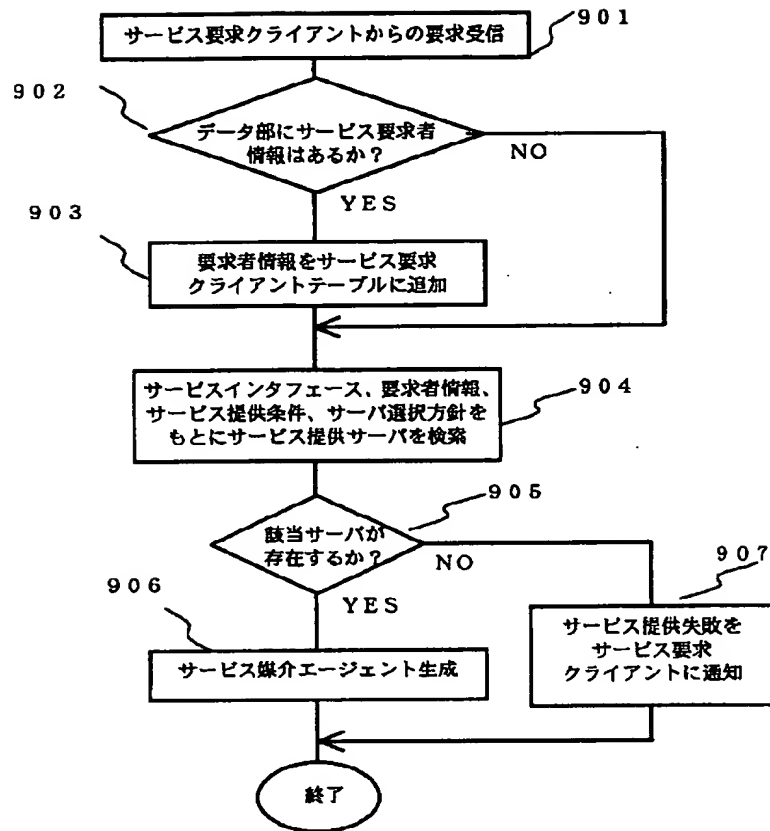 サービス要求クライアントからの要求受信
901
902
データ部にサービス要求者
情報はあるか？
NO
YES
903
要求者情報をサービス要求
クライアントテーブルに追加
サービスインタフェース、要求者情報、
サービス提供条件、サーバ選択方針を
もとにサービス提供サーバを検索
904
905
該当サーバが
存在するか？
NO
907
906
YES
サービス提供失敗を
サービス要求
クライアントに通知
サービス媒介エージェント生成
終了